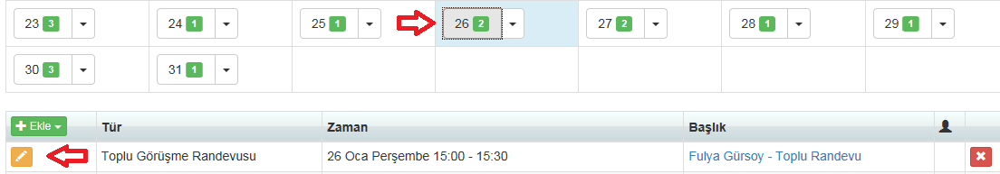 23 3 24 1 25 1 26 2 27 2 28 1 29 1
30 3 31 1
Ekle Tür Zaman Başlık
Toplu Görüşme Randevusu 26 Oca Perşembe 15:00 - 15:30 Fulya Gürsoy - Toplu Randevu